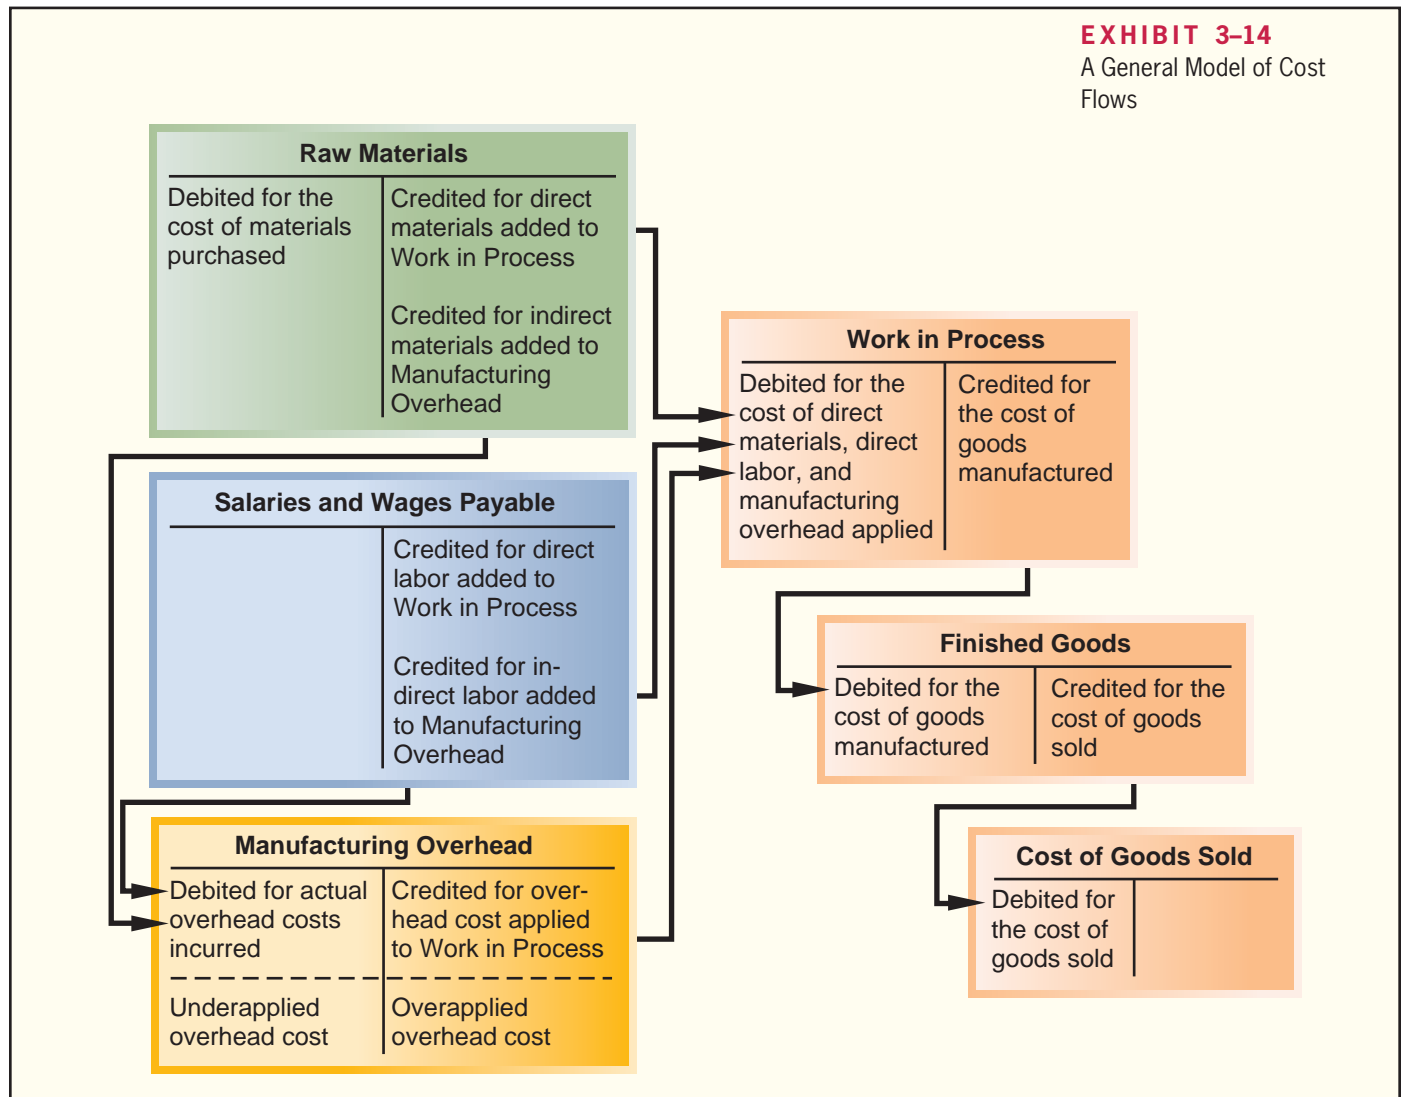 EXHIBIT 3–14
A General Model of Cost
Flows
Raw Materials
Debited for the
cost of materials
purchased
Credited for direct
materials added to
Work in Process
Credited for indirect
materials added to
Manufacturing
Overhead
Salaries and Wages Payable
Credited for direct
labor added to
Work in Process
Credited for in-
direct labor added
to Manufacturing
Overhead
Manufacturing Overhead
Debited for actual
overhead costs
incurred
Credited for over-
head cost applied
to Work in Process
Underapplied
overhead cost
Overapplied
overhead cost
Work in Process
Debited for the
cost of direct
materials, direct
labor, and
manufacturing
overhead applied
Credited for
the cost of
goods
manufactured
Finished Goods
Debited for the
cost of goods
manufactured
Credited for the
cost of goods
sold
Cost of Goods Sold
Debited for
the cost of
goods sold